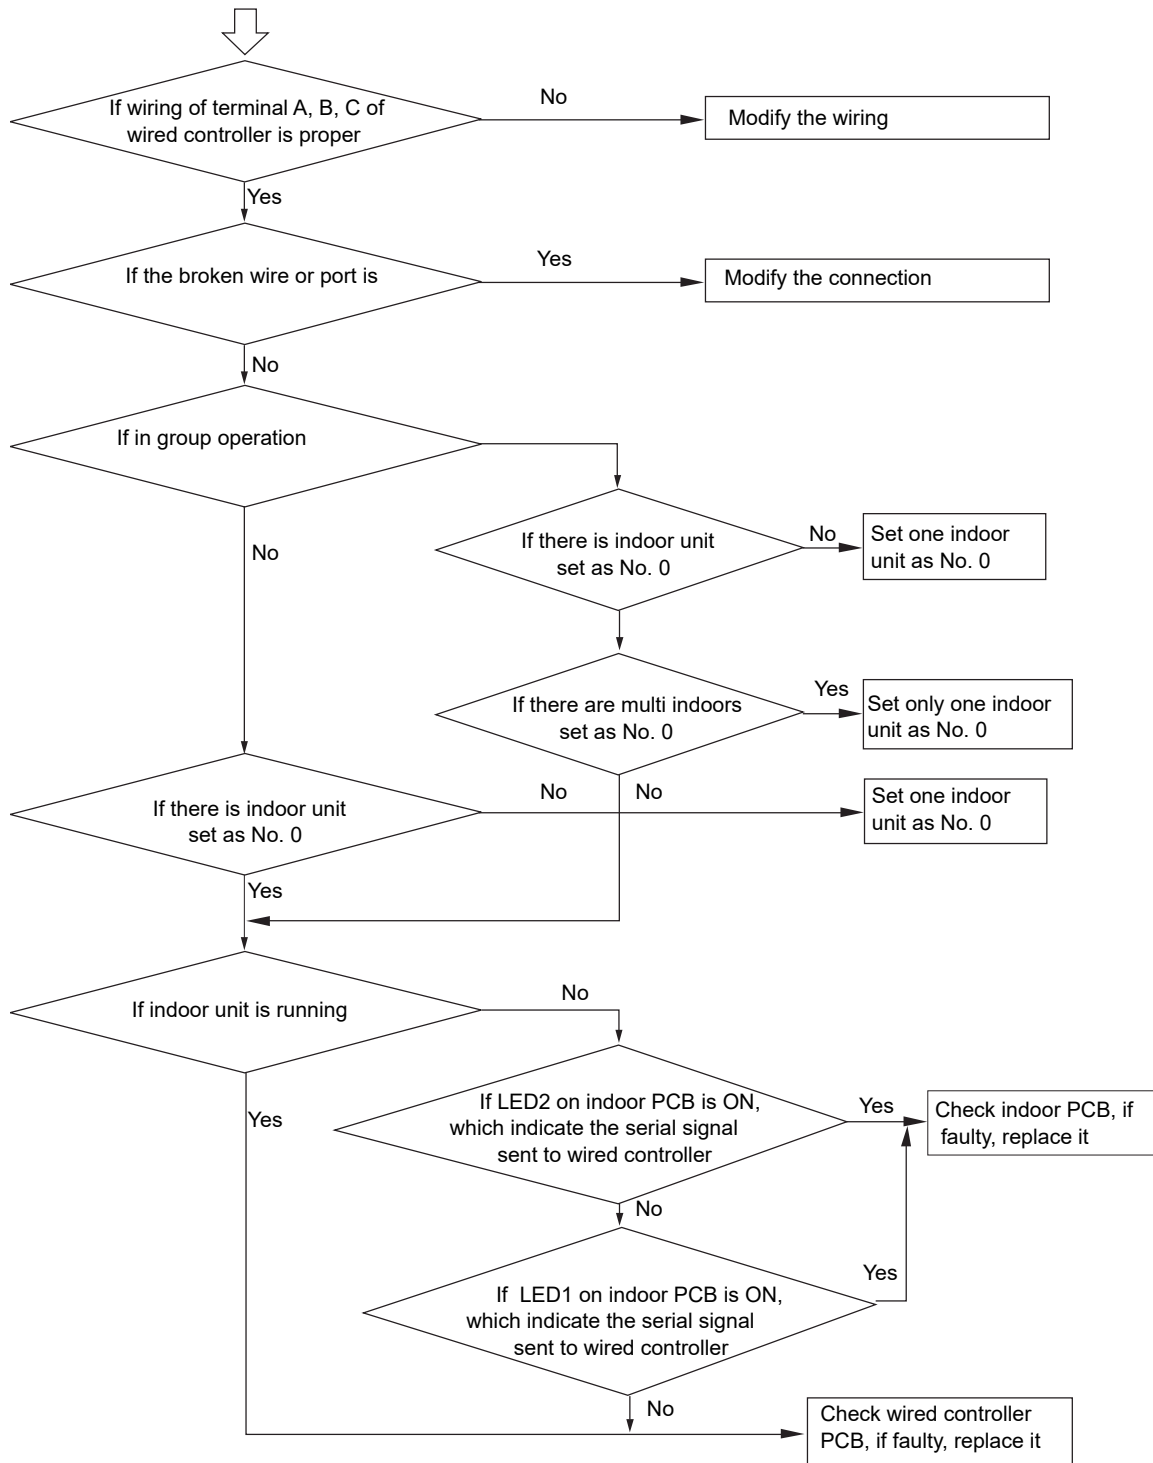 If wiring of terminal A, B, C of
wired controller is proper
No
Modify the wiring
Yes
If the broken wire or port is
Yes
Modify the connection
No
If in group operation
No
If there is indoor unit
set as No. 0
No
Set one indoor
unit as No. 0
If there are multi indoors
set as No. 0
Yes
Set only one indoor
unit as No. 0
If there is indoor unit
set as No. 0
No
No
Set one indoor
unit as No. 0
Yes
If indoor unit is running
No
Yes
If LED2 on indoor PCB is ON,
which indicate the serial signal
sent to wired controller
Yes
Check indoor PCB, if
faulty, replace it
No
If LED1 on indoor PCB is ON,
which indicate the serial signal
sent to wired controller
Yes
No
Check wired controller
PCB, if faulty, replace it